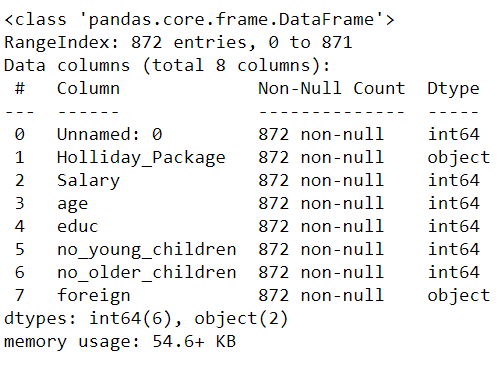 <class 'pandas.core.frame.DataFrame'>
RangeIndex: 872 entries, 0 to 871
Data columns (total 8 columns):
 #   Column             Non-Null Count  Dtype
---  ------             --------------  -----
 0   Unnamed: 0         872 non-null    int64
 1   Holliday_Package   872 non-null    object
 2   Salary             872 non-null    int64
 3   age                872 non-null    int64
 4   educ               872 non-null    int64
 5   no_young_children  872 non-null    int64
 6   no_older_children  872 non-null    int64
 7   foreign            872 non-null    object
dtypes: int64(6), object(2)
memory usage: 54.6+ KB